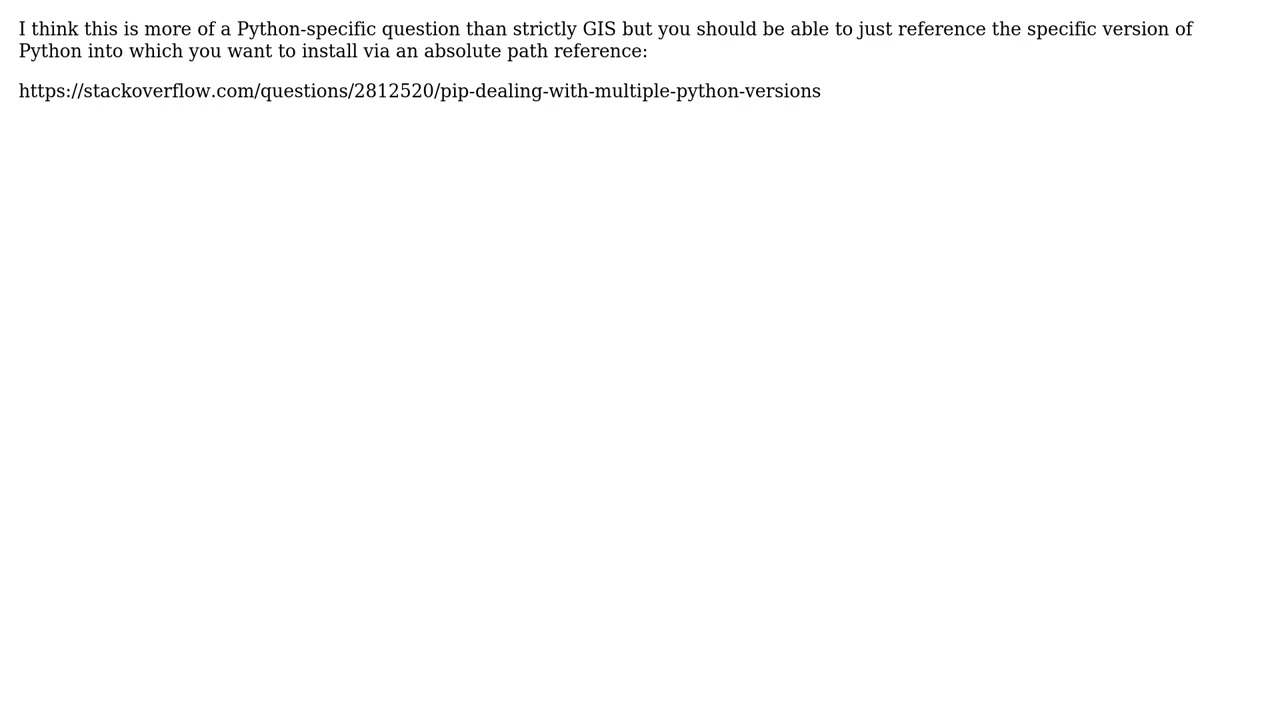 I think this is more of a Python-specific question than strictly GIS but you should be able to just reference the specific version of
Python into which you want to install via an absolute path reference:
https://stackoverflow.com/questions/2812520/pip-dealing-with-multiple-python-versions